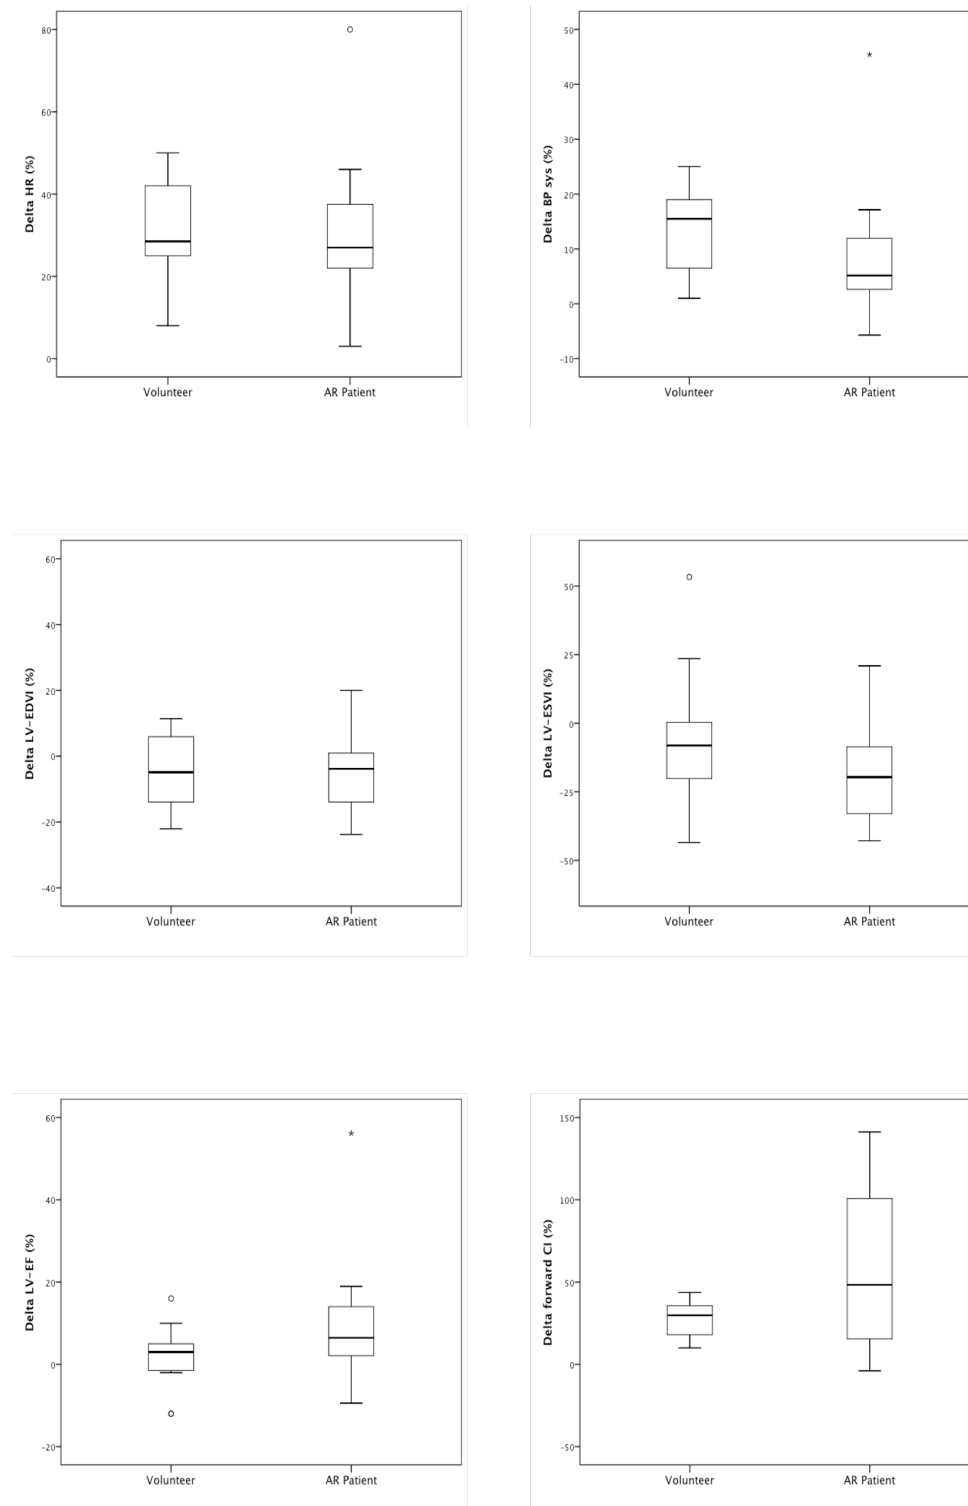 Delta HR (%)
80
60
40
20
0
Volunteer
AR Patient
Delta BP sys (%)
50
40
30
20
10
0
-10
*
Volunteer
AR Patient
Delta LV-EDVI (%)
60
40
20
0
-20
-40
Volunteer
AR Patient
Delta LV-ESVI (%)
50
25
0
-25
-50
Volunteer
AR Patient
Delta LV-EF (%)
60
40
20
0
-20
*
Volunteer
AR Patient
Delta forward CI (%)
150
100
50
0
-50
Volunteer
AR Patient